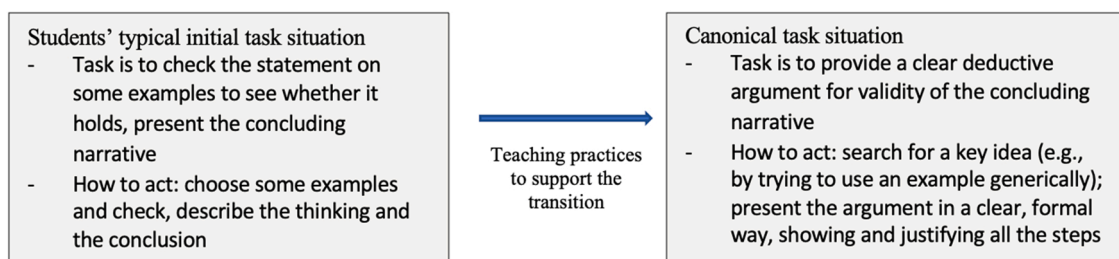 Students’ typical initial task situation
- Task is to check the statement on
some examples to see whether it
holds, present the concluding
narrative
- How to act: choose some examples
and check, describe the thinking and
the conclusion
Teaching practices
to support the
transition
Canonical task situation
- Task is to provide a clear deductive
argument for validity of the concluding
narrative
- How to act: search for a key idea (e.g.,
by trying to use an example generically);
present the argument in a clear, formal
way, showing and justifying all the steps